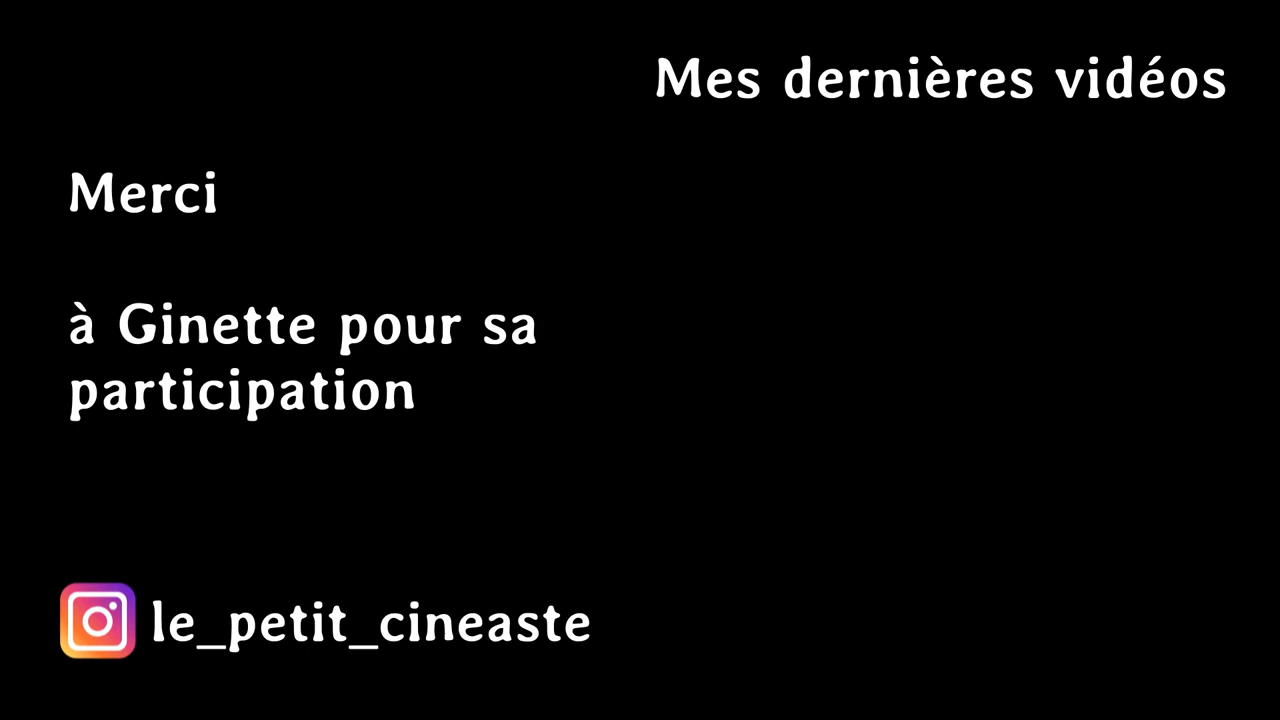 Mes dernières vidéos
Merci
à Ginette pour sa
participation
le_petit_cineaste